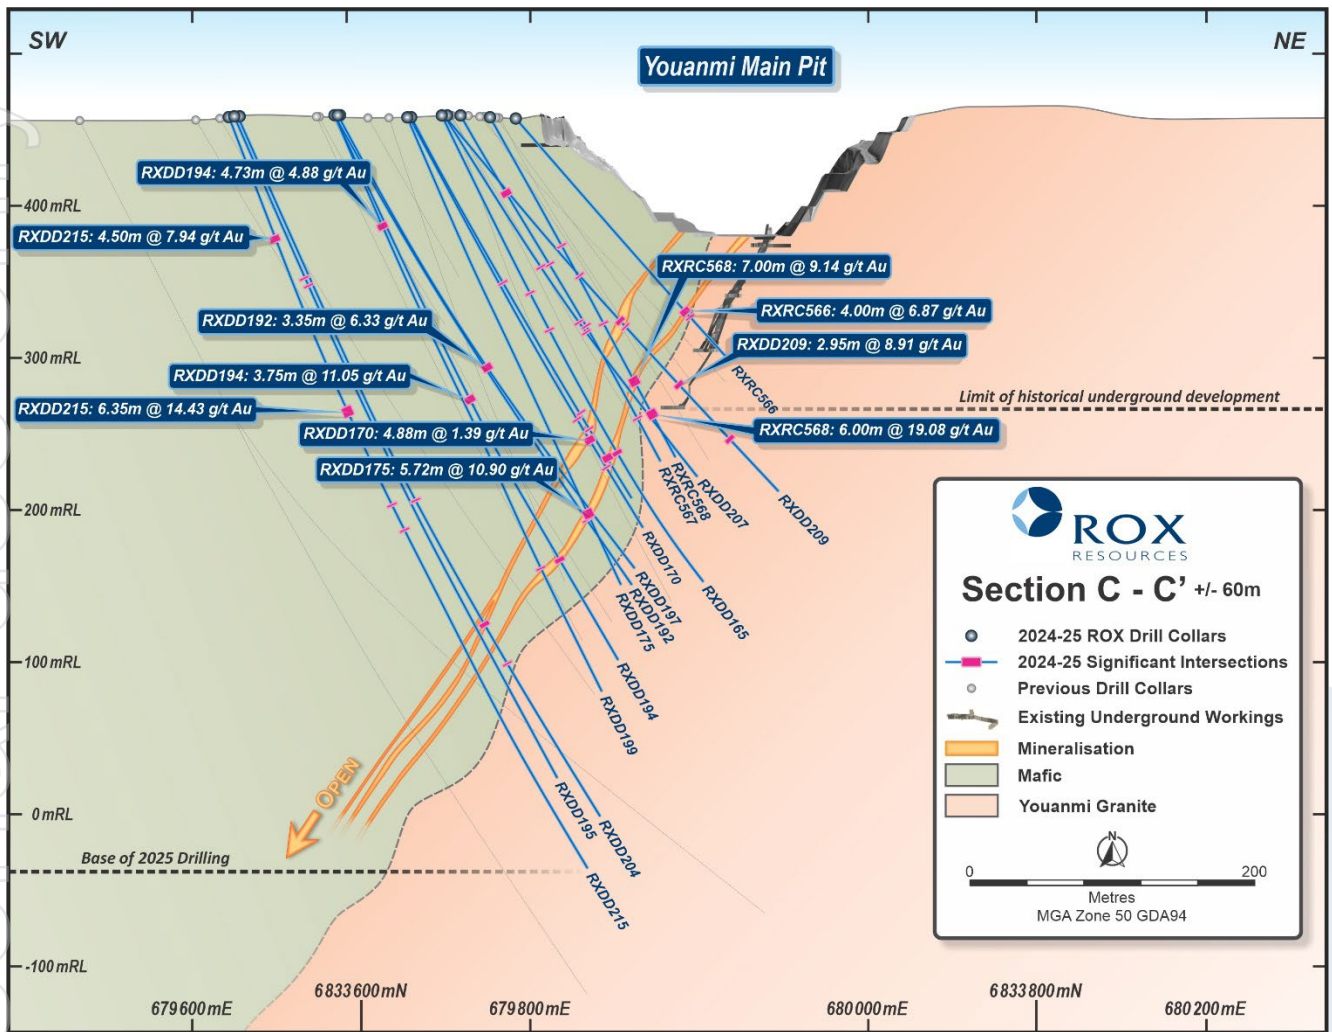 SW
NE
Youanmi Main Pit
RXDD194: 4.73m @ 4.88 g/t Au
400 mRL
RXDD215: 4.50m @ 7.94 g/t Au
RXRC568: 7.00m @ 9.14 g/t Au
RXRC566: 4.00m @ 6.87 g/t Au
RXDD192: 3.35m @ 6.33 g/t Au
RXDD209: 2.95m @ 8.91 g/t Au
300 mRL
RXDD194: 3.75m @ 11.05 g/t Au
RXRC566
Limit of historical underground development
RXDD215: 6.35m @ 14.43 g/t Au
RXDD170: 4.88m @ 1.39 g/t Au
RXRC568: 6.00m @ 19.08 g/t Au
RXDD175: 5.72m @ 10.90 g/t Au
200 mRL
RXRC567
RXRC568
RXDD207
RXDD209
RXDD170
RXDD197
RXDD192
RXDD175
RXDD165
100 mRL
RXDD194
RXDD199
0 mRL
OPEN
RXDD195
RXDD204
RXDD215
Base of 2025 Drilling
-100 mRL
ROX
RESOURCES
Section C - C' +/- 60m
2024-25 ROX Drill Collars
2024-25 Significant Intersections
Previous Drill Collars
Existing Underground Workings
Mineralisation
Mafic
Youanmi Granite
N
0
200
Metres
MGA Zone 50 GDA94
679600mE
6833600mN
679800mE
680000mE
6833800mN
680200mE